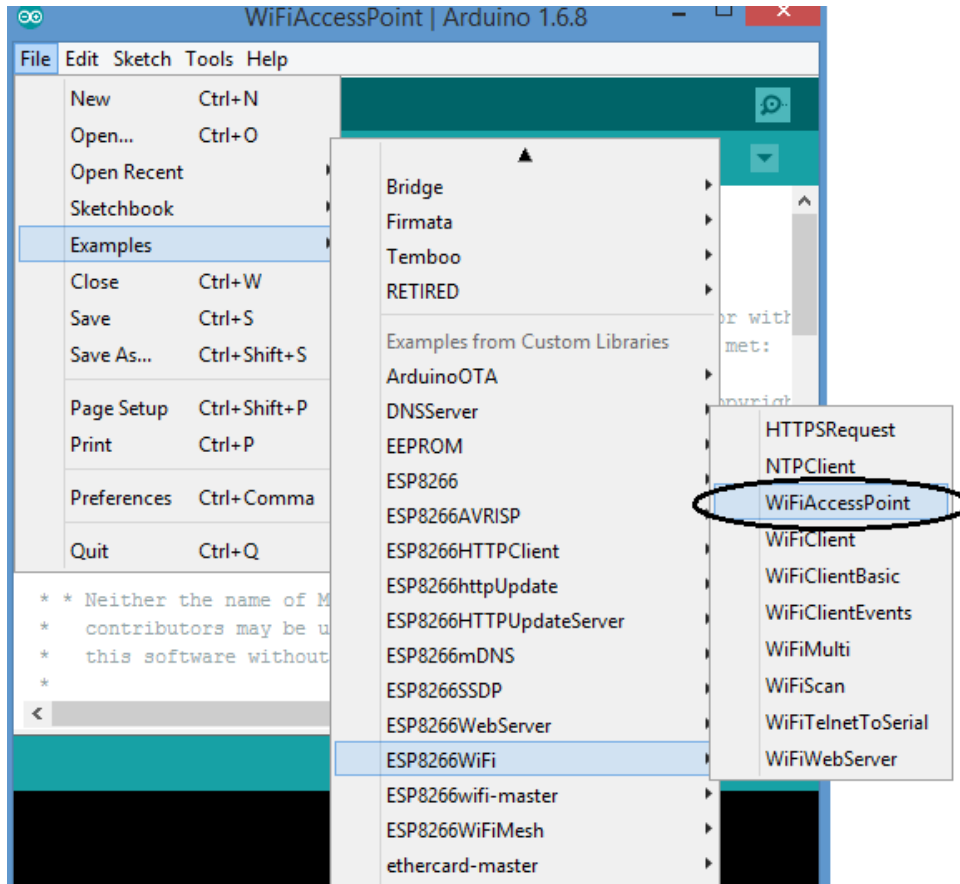 WiFiAccessPoint | Arduino 1.6.8
File Edit Sketch Tools Help
New Ctrl+N
Open... Ctrl+O
Open Recent
Sketchbook
Examples
Close Ctrl+W
Save Ctrl+S
Save As... Ctrl+Shift+S
Page Setup Ctrl+Shift+P
Print Ctrl+P
Preferences Ctrl+Comma
Quit Ctrl+Q
Bridge
Firmata
Temboo
RETIRED
Examples from Custom Libraries
ArduinoOTA
DNSServer
EEPROM
ESP8266
ESP8266AVRISP
ESP8266HTTPClient
ESP8266httpUpdate
ESP8266HTTPUpdateServer
ESP8266mDNS
ESP8266SSDP
ESP8266WebServer
ESP8266WiFi
ESP8266wifi-master
ESP8266WiFiMesh
ethercard-master
HTTPSRequest
NTPClient
WiFiAccessPoint
WiFiClient
WiFiClientBasic
WiFiClientEvents
WiFiMulti
WiFiScan
WiFiTelnetToSerial
WiFiWebServer
or with
met:
* * Neither the name of M
* contributors may be u
* this software without
*